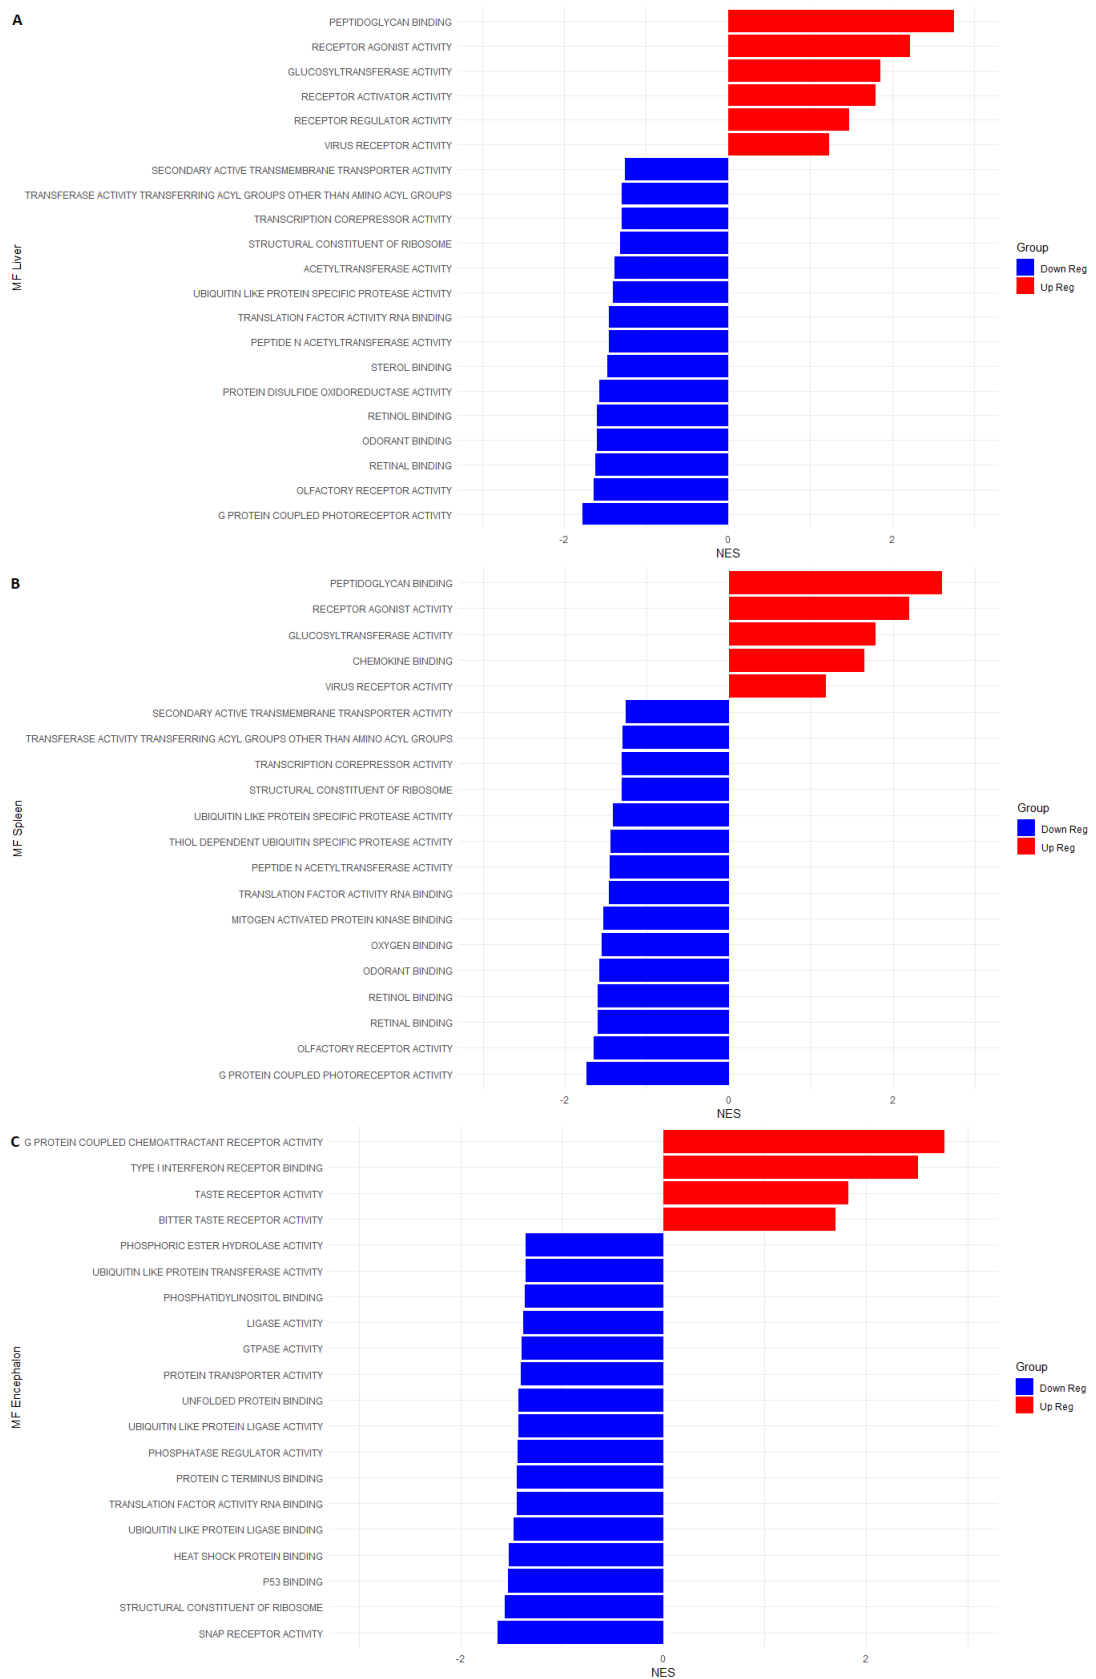 A
PEPTIDOGLYCAN BINDING
RECEPTOR AGONIST ACTIVITY
GLUCOSYLTRANSFERASE ACTIVITY
RECEPTOR ACTIVATOR ACTIVITY
RECEPTOR REGULATOR ACTIVITY
VIRUS RECEPTOR ACTIVITY
SECONDARY ACTIVE TRANSMEMBRANE TRANSPORTER ACTIVITY
TRANSFERASE ACTIVITY TRANSFERRING ACYL GROUPS OTHER THAN AMINO ACYL GROUPS
TRANSCRIPTION COREPRESSOR ACTIVITY
STRUCTURAL CONSTITUENT OF RIBOSOME
ACETYLTRANSFERASE ACTIVITY
UBIQUITIN LIKE PROTEIN SPECIFIC PROTEASE ACTIVITY
TRANSLATION FACTOR ACTIVITY RNA BINDING
PEPTIDE N ACETYLTRANSFERASE ACTIVITY
STEROL BINDING
PROTEIN DISULFIDE OXIDOREDUCTASE ACTIVITY
RETINOL BINDING
ODORANT BINDING
RETINAL BINDING
OLFACTORY RECEPTOR ACTIVITY
G PROTEIN COUPLED PHOTORECEPTOR ACTIVITY
MF Liver
-2 0 2
NES
Group
Down Reg
Up Reg
B
PEPTIDOGLYCAN BINDING
RECEPTOR AGONIST ACTIVITY
GLUCOSYLTRANSFERASE ACTIVITY
CHEMOKINE BINDING
VIRUS RECEPTOR ACTIVITY
SECONDARY ACTIVE TRANSMEMBRANE TRANSPORTER ACTIVITY
TRANSFERASE ACTIVITY TRANSFERRING ACYL GROUPS OTHER THAN AMINO ACYL GROUPS
TRANSCRIPTION COREPRESSOR ACTIVITY
STRUCTURAL CONSTITUENT OF RIBOSOME
UBIQUITIN LIKE PROTEIN SPECIFIC PROTEASE ACTIVITY
THIOL DEPENDENT UBIQUITIN SPECIFIC PROTEASE ACTIVITY
PEPTIDE N ACETYLTRANSFERASE ACTIVITY
TRANSLATION FACTOR ACTIVITY RNA BINDING
MITOGEN ACTIVATED PROTEIN KINASE BINDING
OXYGEN BINDING
ODORANT BINDING
RETINOL BINDING
RETINAL BINDING
OLFACTORY RECEPTOR ACTIVITY
G PROTEIN COUPLED PHOTORECEPTOR ACTIVITY
MF Spleen
-2 0 2
NES
Group
Down Reg
Up Reg
C
G PROTEIN COUPLED CHEMOATTRACTANT RECEPTOR ACTIVITY
TYPE I INTERFERON RECEPTOR BINDING
TASTE RECEPTOR ACTIVITY
BITTER TASTE RECEPTOR ACTIVITY
PHOSPHORIC ESTER HYDROLASE ACTIVITY
UBIQUITIN LIKE PROTEIN TRANSFERASE ACTIVITY
PHOSPHATIDYLINOSITOL BINDING
LIGASE ACTIVITY
GTPASE ACTIVITY
PROTEIN TRANSPORTER ACTIVITY
UNFOLDED PROTEIN BINDING
UBIQUITIN LIKE PROTEIN LIGASE ACTIVITY
PHOSPHATASE REGULATOR ACTIVITY
PROTEIN C TERMINUS BINDING
TRANSLATION FACTOR ACTIVITY RNA BINDING
UBIQUITIN LIKE PROTEIN LIGASE BINDING
HEAT SHOCK PROTEIN BINDING
P53 BINDING
STRUCTURAL CONSTITUENT OF RIBOSOME
SNAP RECEPTOR ACTIVITY
MF Encephalon
-2 0 2
NES
Group
Down Reg
Up Reg